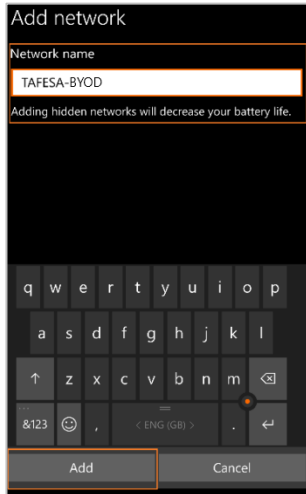 Add network
Network name
TAFESA-BYOD
Adding hidden networks will decrease your battery life.
q w e r t y u i o p
a s d f g h j k l
z x c v b n m
&123 , < ENG (GB) > .
Add Cancel